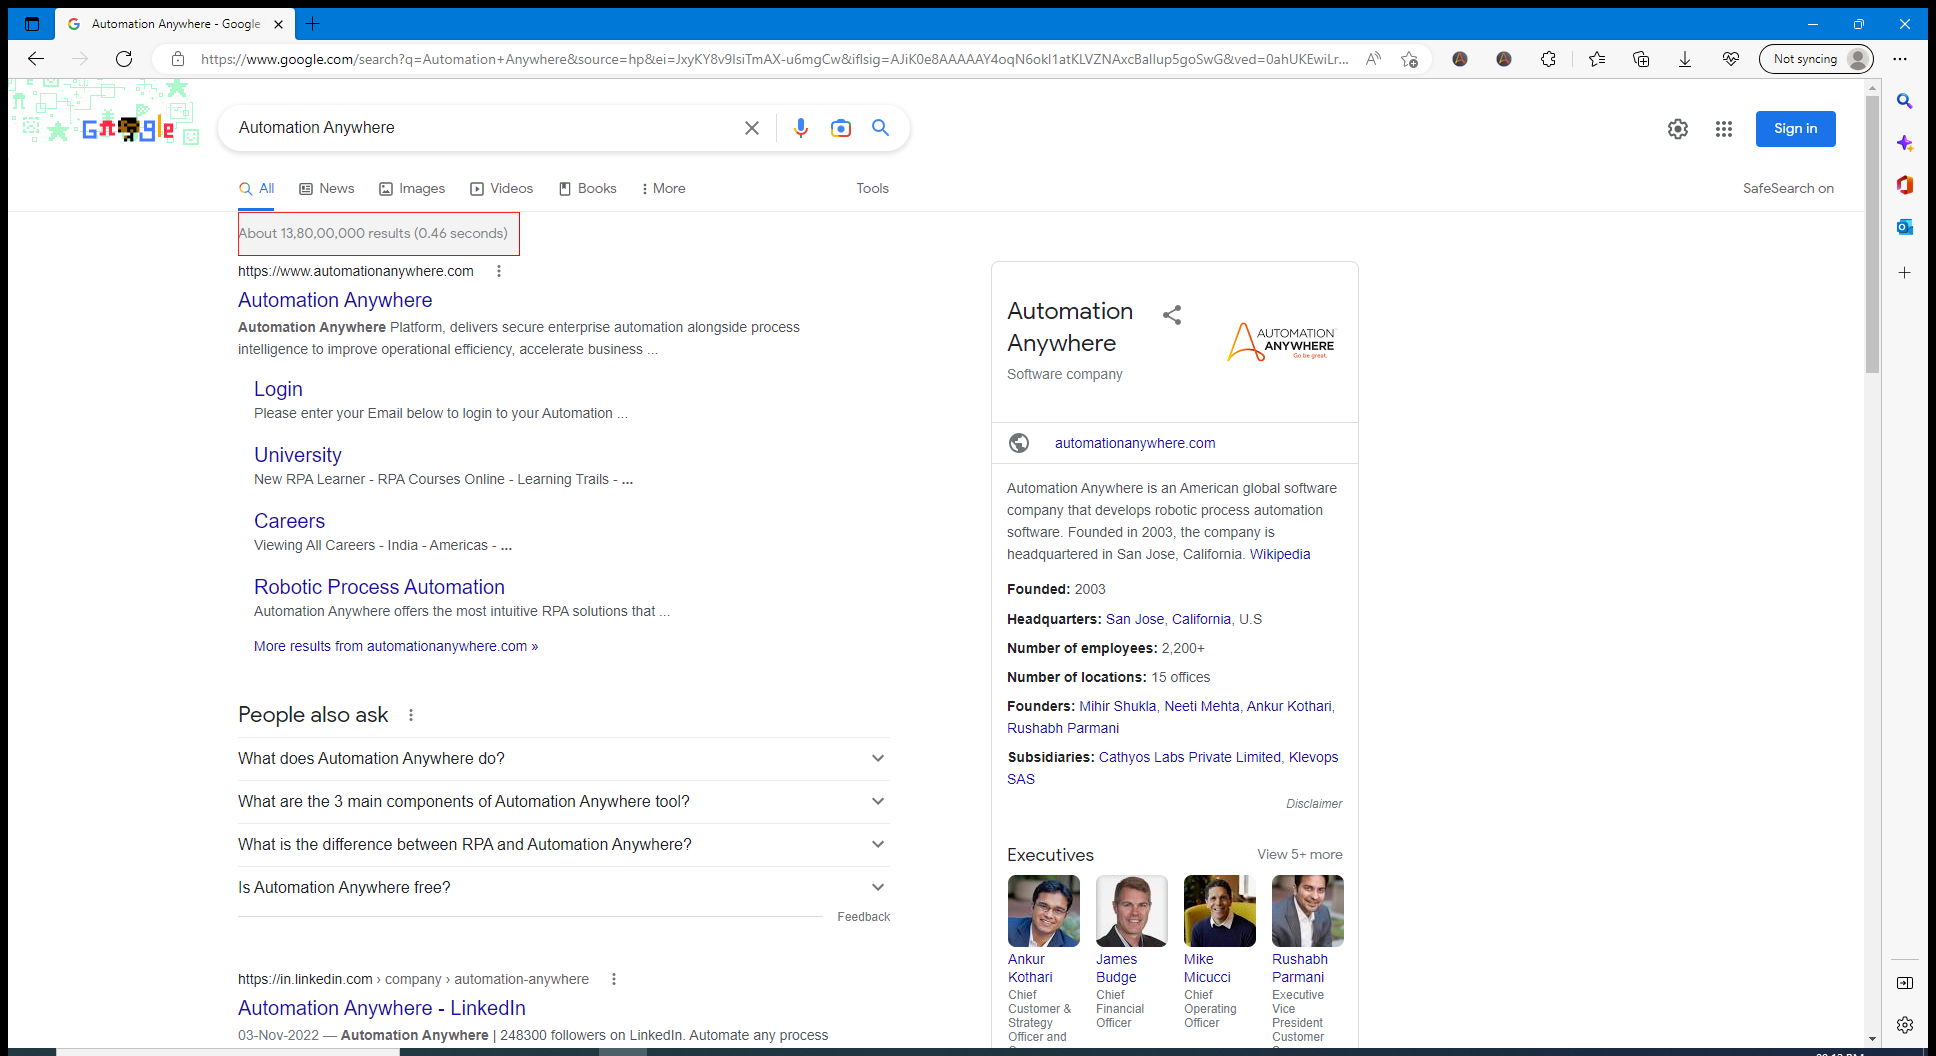 Automation Anywhere - Google
https://www.google.com/search?q=Automation+Anywhere&source=hp&ei=JxyKY8v9IsiTmAX-u6mgCw&iflsig=AJiK0e8AAAAAY4oqN6okI1atKLVZNAxcBaIIup5goSwG&ved=0ahUKEwiLr...
Not syncing
Google
Automation Anywhere
Sign in
All
News
Images
Videos
Books
More
Tools
SafeSearch on
About 13,80,00,000 results (0.46 seconds)
https://www.automationanywhere.com
Automation Anywhere
Automation Anywhere Platform, delivers secure enterprise automation alongside process
intelligence to improve operational efficiency, accelerate business ...
Login
Please enter your Email below to login to your Automation ...
University
New RPA Learner - RPA Courses Online - Learning Trails - ...
Careers
Viewing All Careers - India - Americas - ...
Robotic Process Automation
Automation Anywhere offers the most intuitive RPA solutions that ...
More results from automationanywhere.com »
People also ask
What does Automation Anywhere do?
What are the 3 main components of Automation Anywhere tool?
What is the difference between RPA and Automation Anywhere?
Is Automation Anywhere free?
Feedback
https://in.linkedin.com › company › automation-anywhere
Automation Anywhere - LinkedIn
03-Nov-2022 — Automation Anywhere | 248300 followers on LinkedIn. Automate any process
Automation
Anywhere
Software company
AUTOMATION
ANYWHERE
Go be great.
automationanywhere.com
Automation Anywhere is an American global software
company that develops robotic process automation
software. Founded in 2003, the company is
headquartered in San Jose, California. Wikipedia
Founded: 2003
Headquarters: San Jose, California, U.S
Number of employees: 2,200+
Number of locations: 15 offices
Founders: Mihir Shukla, Neeti Mehta, Ankur Kothari,
Rushabh Parmani
Subsidiaries: Cathyos Labs Private Limited, Klevops
SAS
Disclaimer
Executives
View 5+ more
Ankur
Kothari
Chief
Customer &
Strategy
Officer and
James
Budge
Chief
Financial
Officer
Mike
Micucci
Chief
Operating
Officer
Rushabh
Parmani
Executive
Vice
President
Customer